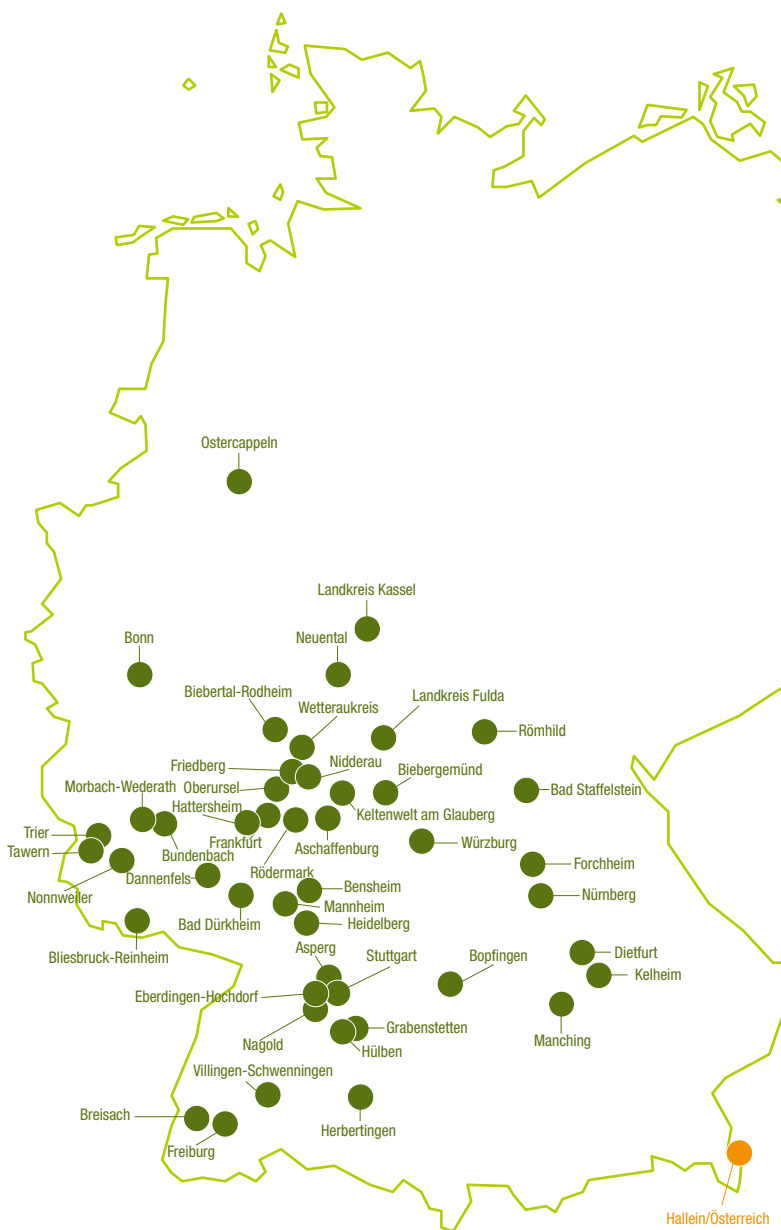 Ostercappeln
Landkreis Kassel
Bonn
Neuental
Biebertal-Rodheim
Landkreis Fulda
Wetteraukreis
Römhild
Friedberg
Nidderau
Biebergemünd
Morbach-Wederath
Oberursel
Bad Staffelstein
Hattersheim
Keltenwelt am Glauberg
Trier
Frankfurt
Aschaffenburg
Würzburg
Tawern
Bundenbach
Rödermark
Forchheim
Dannenfels
Nonnweiler
Bensheim
Nürnberg
Mannheim
Bad Dürkheim
Heidelberg
Bliesbruck-Reinheim
Asperg
Stuttgart
Bopfingen
Dietfurt
Kelheim
Eberdingen-Hochdorf
Grabenstetten
Manching
Nagold
Hülben
Villingen-Schwenningen
Breisach
Herbertingen
Freiburg
Hallein/Österreich